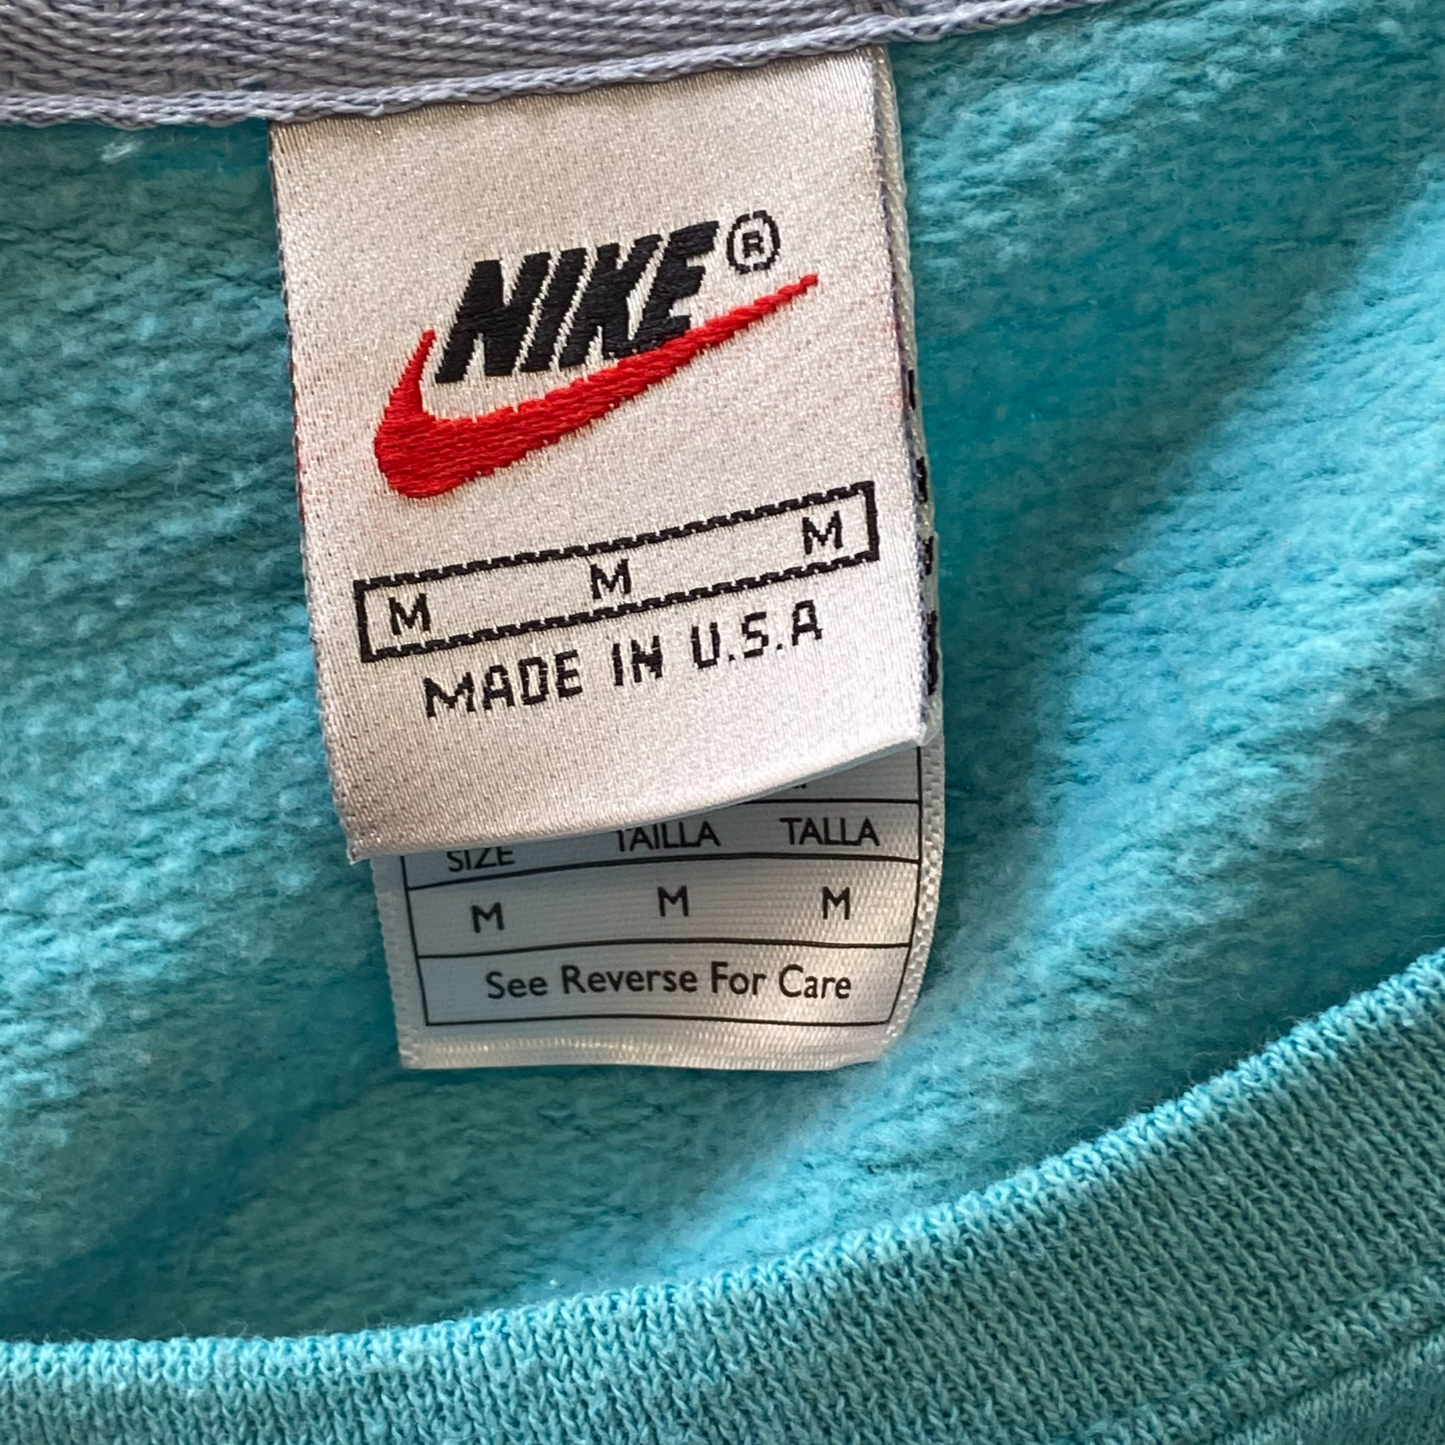 NIKE®
M M M
MADE IN U.S.A
SIZE TAILLA TALLA
M M M
See Reverse For Care